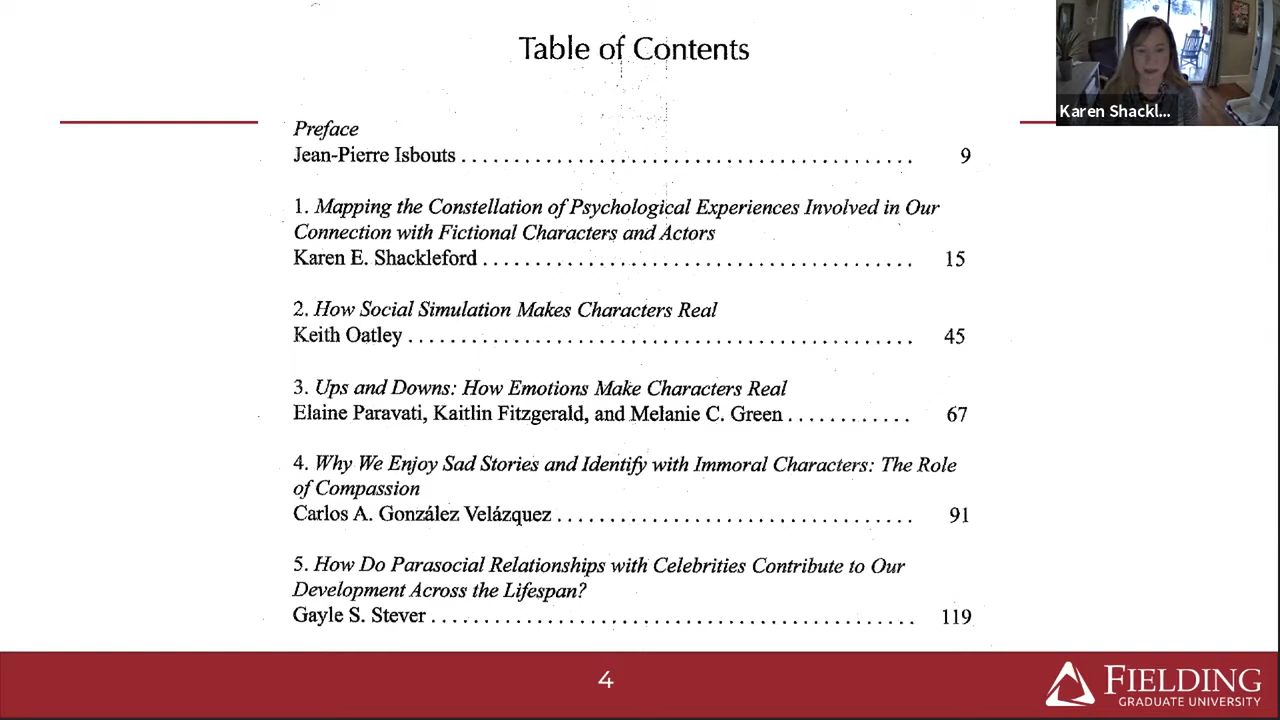 Table of Contents
Karen Shackl...
Preface
Jean-Pierre Isbouts . . . . . . . . . . . . . . . . . . . . . . . . . . . . . . . . . . . 9
1. Mapping the Constellation of Psychological Experiences Involved in Our
Connection with Fictional Characters and Actors
Karen E. Shackleford . . . . . . . . . . . . . . . . . . . . . . . . . . . . . . . . . 15
2. How Social Simulation Makes Characters Real
Keith Oatley . . . . . . . . . . . . . . . . . . . . . . . . . . . . . . . . . . . . . . . 45
3. Ups and Downs: How Emotions Make Characters Real
Elaine Paravati, Kaitlin Fitzgerald, and Melanie C. Green . . . . . . . . . . 67
4. Why We Enjoy Sad Stories and Identify with Immoral Characters: The Role
of Compassion
Carlos A. González Velázquez . . . . . . . . . . . . . . . . . . . . . . . . . . . 91
5. How Do Parasocial Relationships with Celebrities Contribute to Our
Development Across the Lifespan?
Gayle S. Stever . . . . . . . . . . . . . . . . . . . . . . . . . . . . . . . . . . . . . 119
4
FIELDING
GRADUATE UNIVERSITY